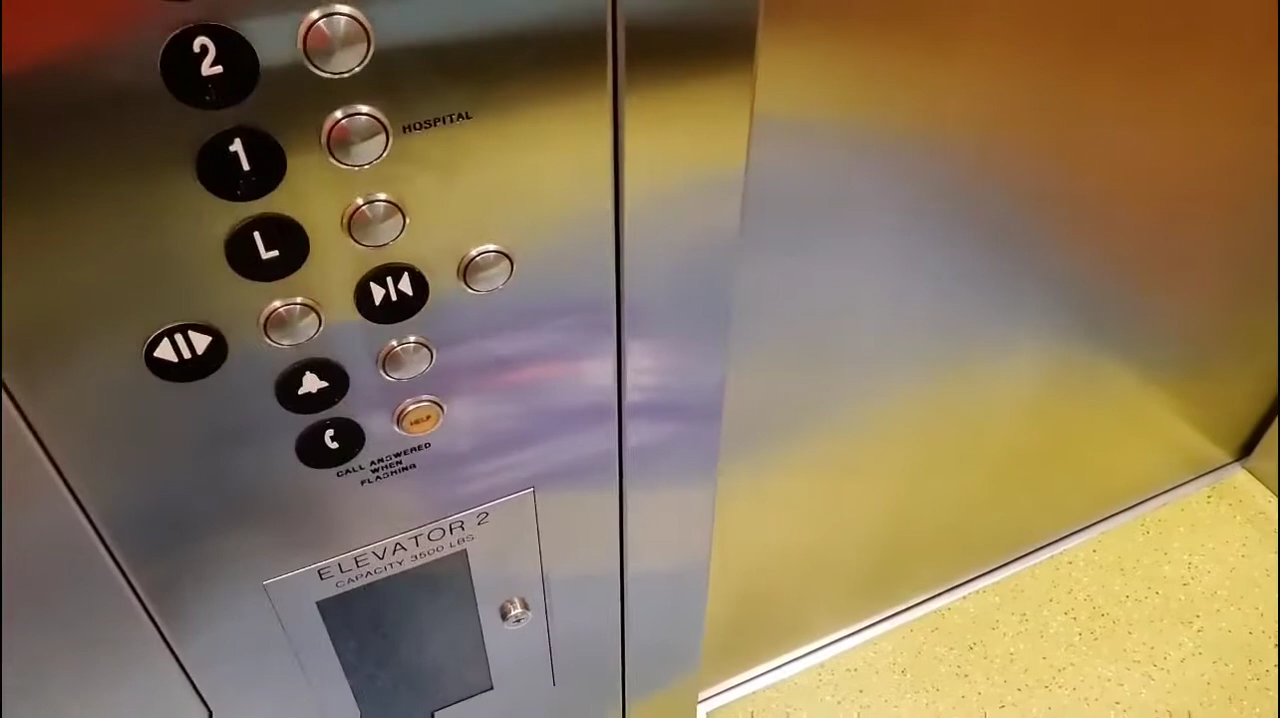 2
1
HOSPITAL
L
HELP
CALL ANSWERED
WHEN
FLASHING
ELEVATOR 2
CAPACITY 3500 LBS.